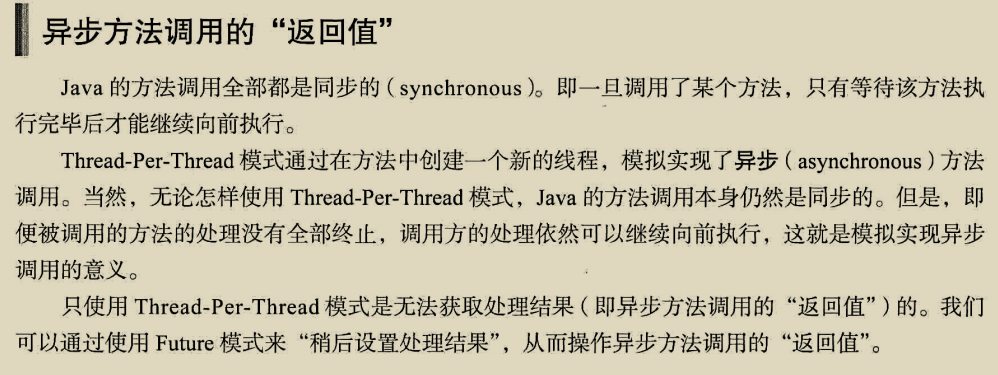 异步方法调用的“返回值”
Java 的方法调用全部都是同步的（synchronous）。即一旦调用了某个方法，只有等待该方法执
行完毕后才能继续向前执行。
Thread-Per-Thread 模式通过在方法中创建一个新的线程，模拟实现了异步（asynchronous）方法
调用。当然，无论怎样使用 Thread-Per-Thread 模式，Java 的方法调用本身仍然是同步的。但是，即
便被调用的方法的处理没有全部终止，调用方的处理依然可以继续向前执行，这就是模拟实现异步
调用的意义。
只使用 Thread-Per-Thread 模式是无法获取处理结果（即异步方法调用的“返回值”）的。我们
可以通过使用 Future 模式来“稍后设置处理结果”，从而操作异步方法调用的“返回值”。